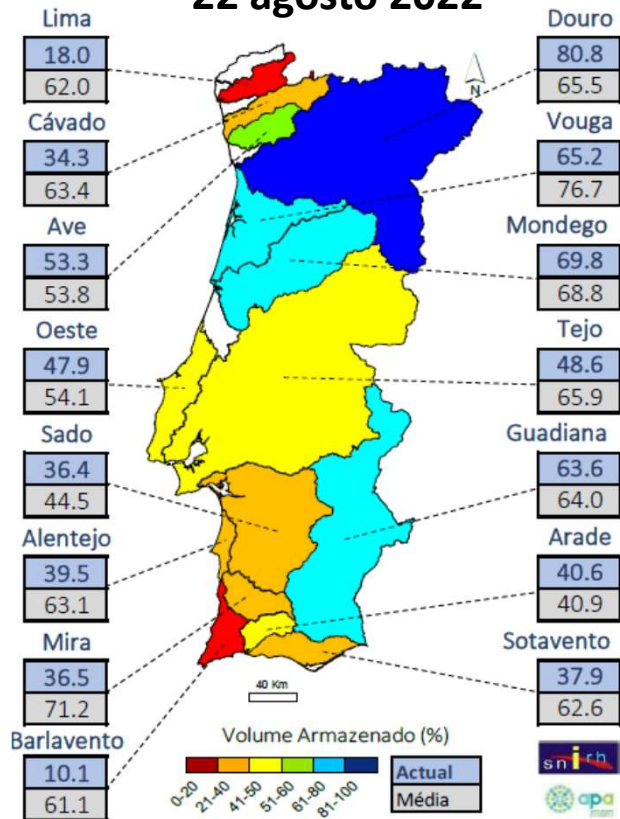 22 agosto 2022
Lima
18.0
62.0
Cávado
34.3
63.4
Ave
53.3
53.8
Oeste
47.9
54.1
Sado
36.4
44.5
Alentejo
39.5
63.1
Mira
36.5
71.2
Barlavento
10.1
61.1
Douro
80.8
65.5
Vouga
65.2
76.7
Mondego
69.8
68.8
Tejo
48.6
65.9
Guadiana
63.6
64.0
Arade
40.6
40.9
Sotavento
37.9
62.6
N
40 Km
Volume Armazenado (%)
0-20
21-40
41-50
51-60
61-80
81-100
Actual
Média
snirh
apa